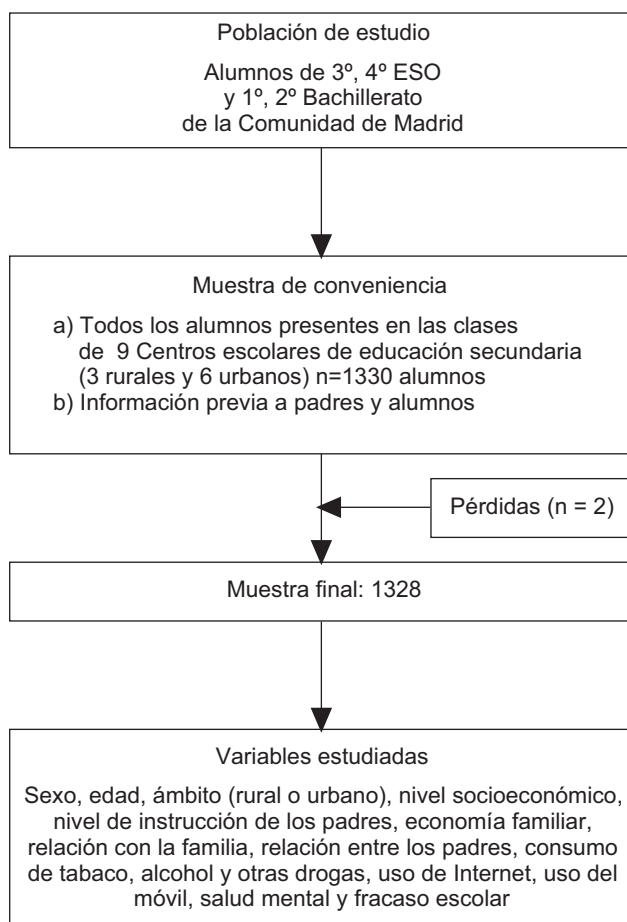 Población de estudio
Alumnos de 3º, 4º ESO
y 1º, 2º Bachillerato
de la Comunidad de Madrid
Muestra de conveniencia
a) Todos los alumnos presentes en las clases
de 9 Centros escolares de educación secundaria
(3 rurales y 6 urbanos) n=1330 alumnos
b) Información previa a padres y alumnos
Pérdidas (n = 2)
Muestra final: 1328
Variables estudiadas
Sexo, edad, ámbito (rural o urbano), nivel socioeconómico,
nivel de instrucción de los padres, economía familiar,
relación con la familia, relación entre los padres, consumo
de tabaco, alcohol y otras drogas, uso de Internet, uso del
móvil, salud mental y fracaso escolar